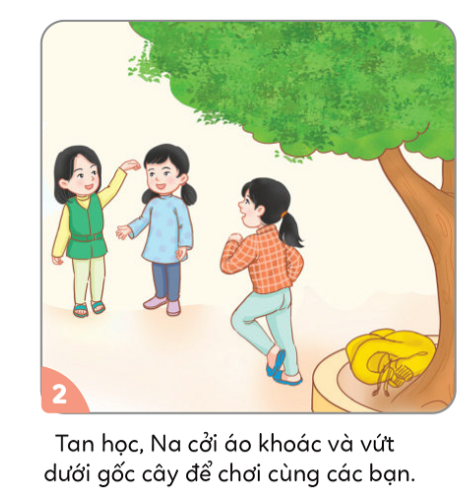 2
Tan học, Na cởi áo khoác và vứt
dưới gốc cây để chơi cùng các bạn.